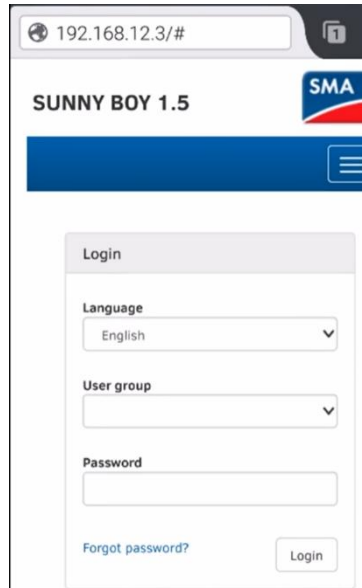 192.168.12.3/#
1
SUNNY BOY 1.5
SMA
Login
Language
English
User group
Password
Forgot password?
Login